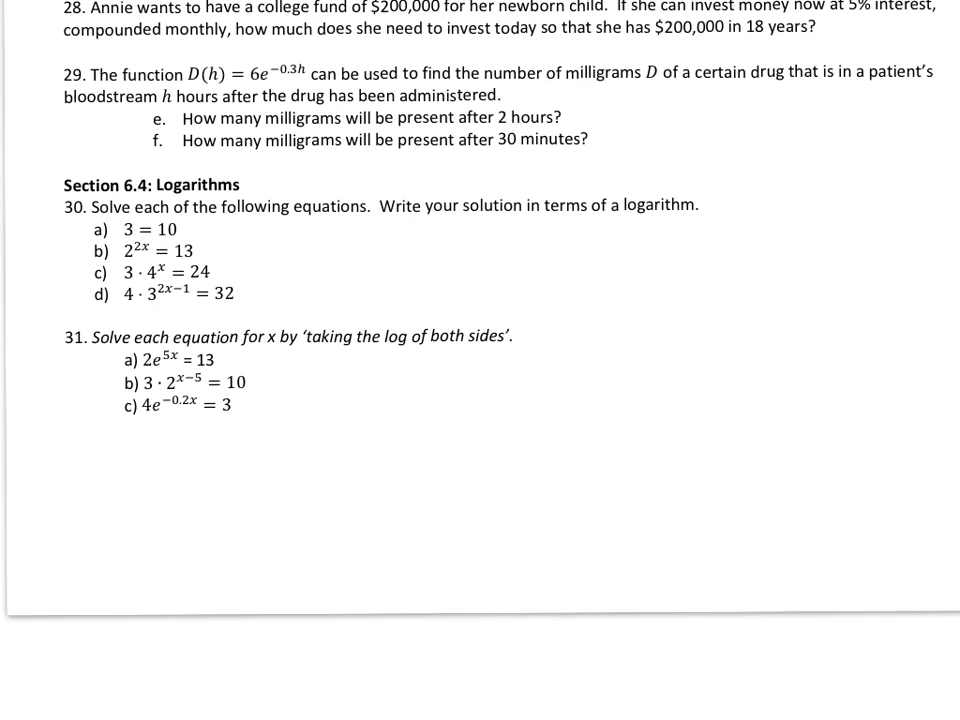 28. Annie wants to have a college fund of $200,000 for her newborn child. If she can invest money now at 5% interest,
compounded monthly, how much does she need to invest today so that she has $200,000 in 18 years?
29. The function D(h) = 6e^−0.3h can be used to find the number of milligrams D of a certain drug that is in a patient's
bloodstream h hours after the drug has been administered.
e. How many milligrams will be present after 2 hours?
f. How many milligrams will be present after 30 minutes?
Section 6.4: Logarithms
30. Solve each of the following equations. Write your solution in terms of a logarithm.
a) 3 = 10
b) 2^2x = 13
c) 3 · 4^x = 24
d) 4 · 3^2x−1 = 32
31. Solve each equation for x by 'taking the log of both sides'.
a) 2e^5x = 13
b) 3 · 2^x−5 = 10
c) 4e^−0.2x = 3